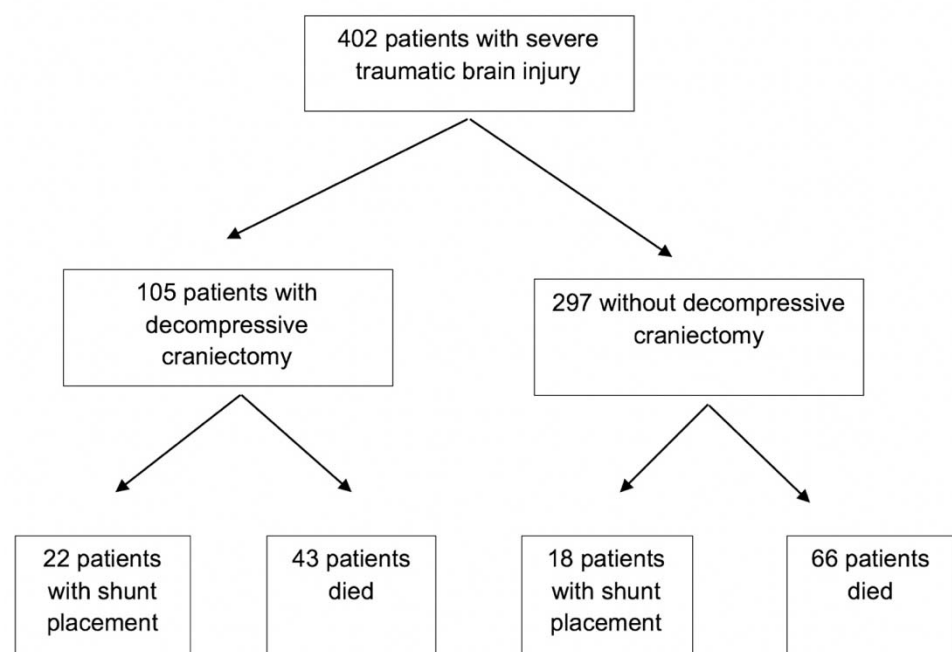 402 patients with severe
traumatic brain injury
105 patients with
decompressive
craniectomy
297 without decompressive
craniectomy
22 patients
with shunt
placement
43 patients
died
18 patients
with shunt
placement
66 patients
died